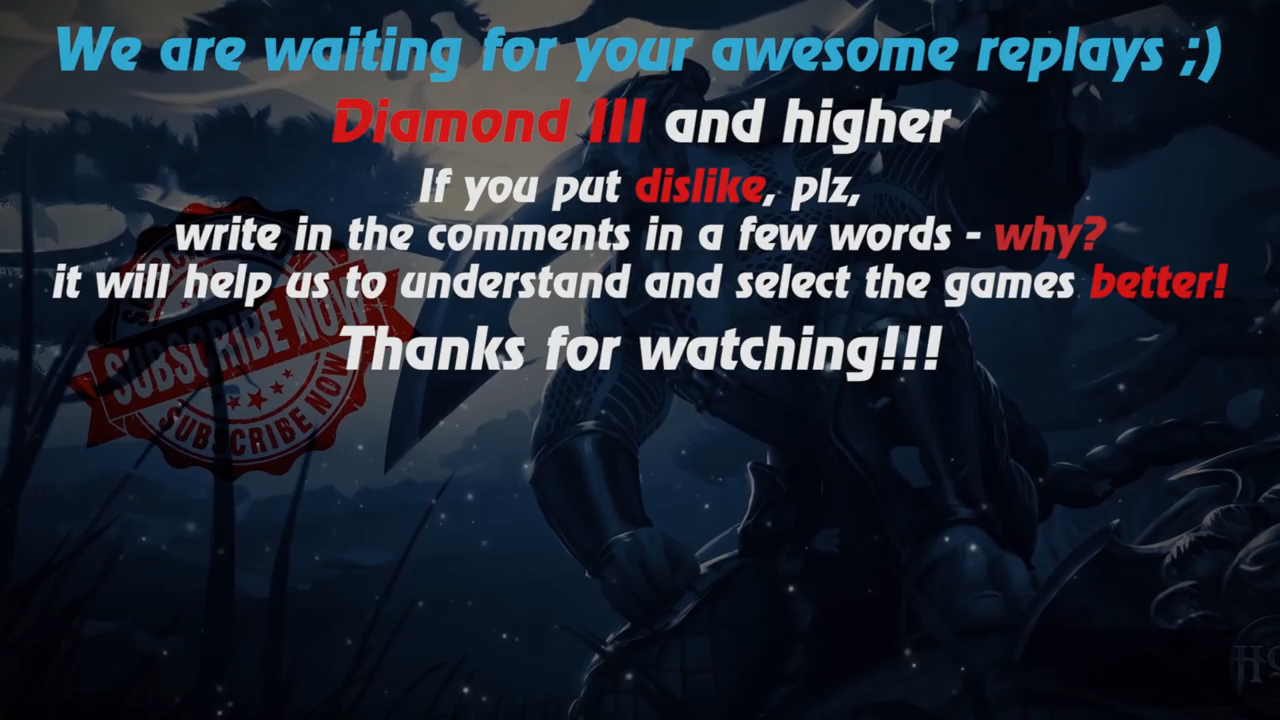 We are waiting for your awesome replays ;)
Diamond III and higher
If you put dislike, plz,
write in the comments in a few words - why?
it will help us to understand and select the games better!
SUBSCRIBE NOW
SUBSCRIBE NOW
Thanks for watching!!!